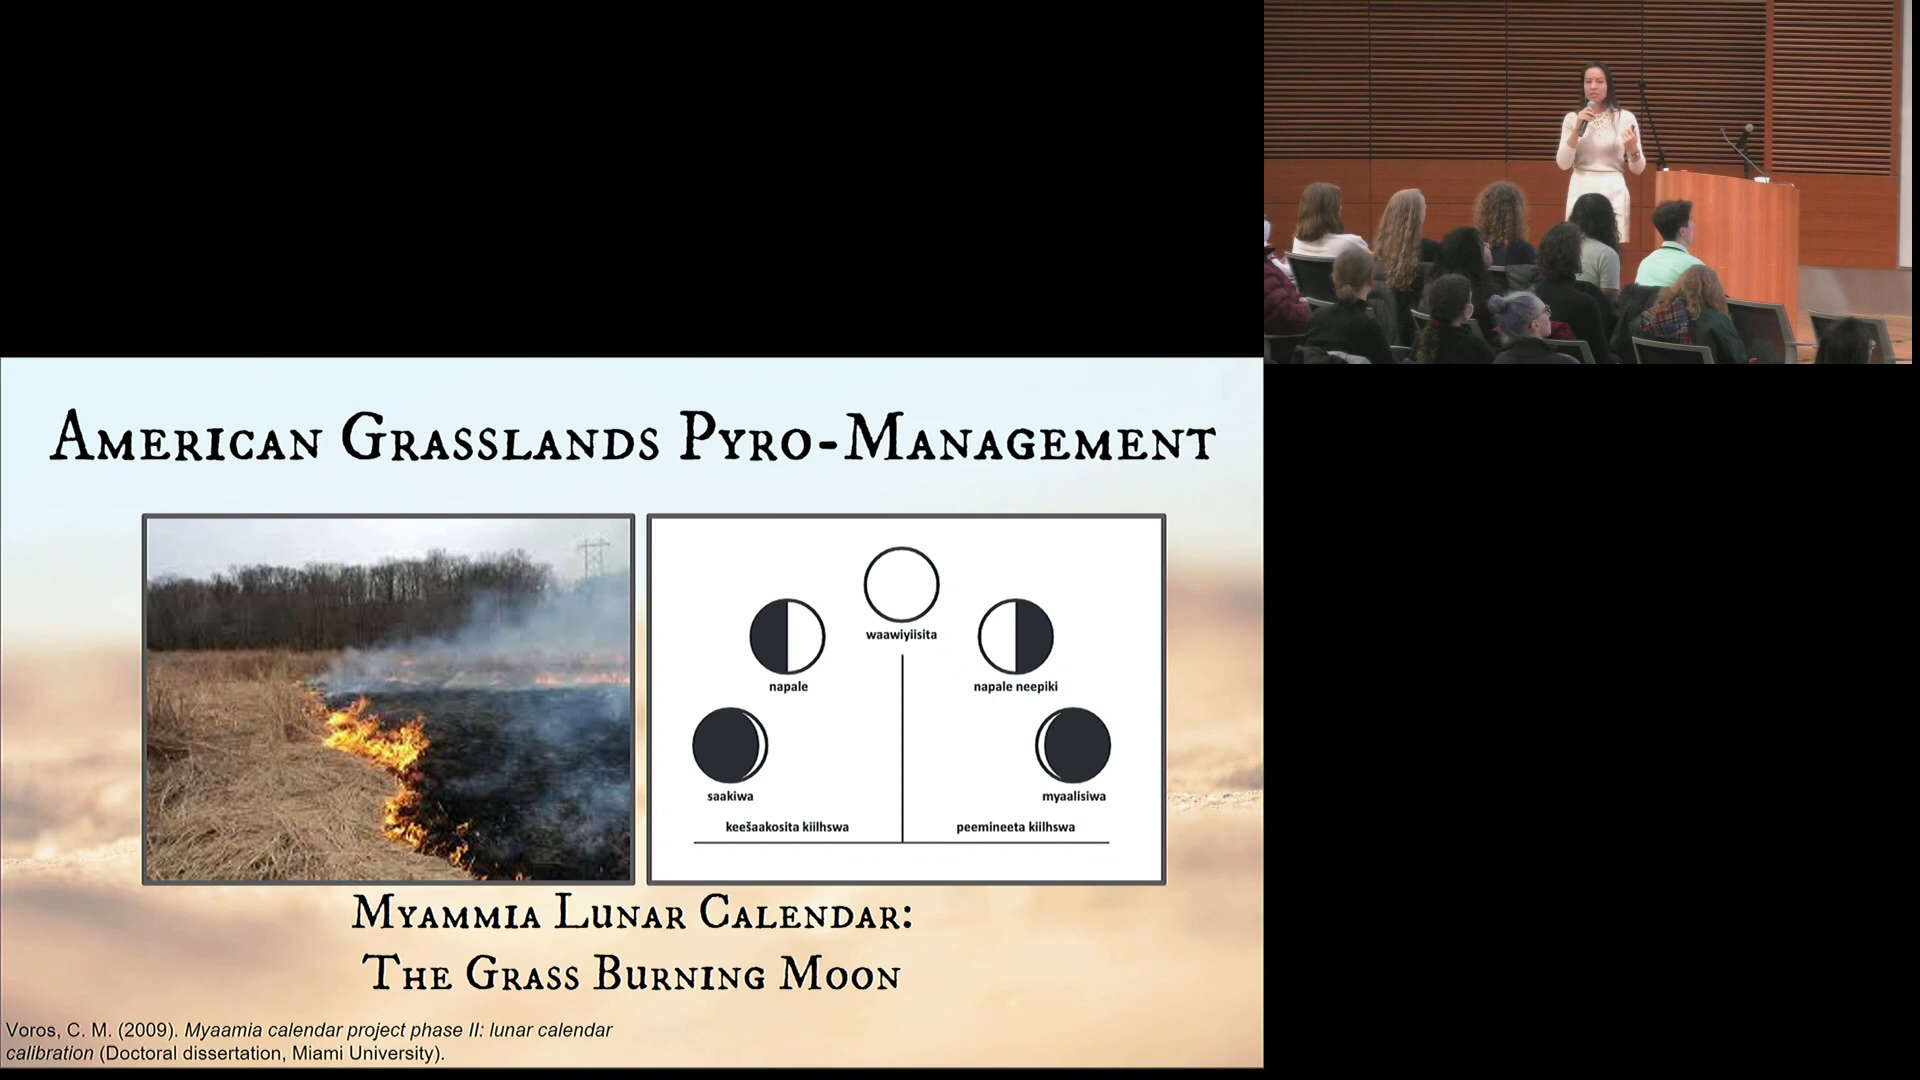 American Grasslands Pyro-Management
waawiyiisita
napale
napale neepiki
saakiwa
myaalisiwa
keešaakosita kiilhswa
peemineeta kiilhswa
Myammia Lunar Calendar:
The Grass Burning Moon
Voros, C. M. (2009). Myaamia calendar project phase II: lunar calendar
calibration (Doctoral dissertation, Miami University).